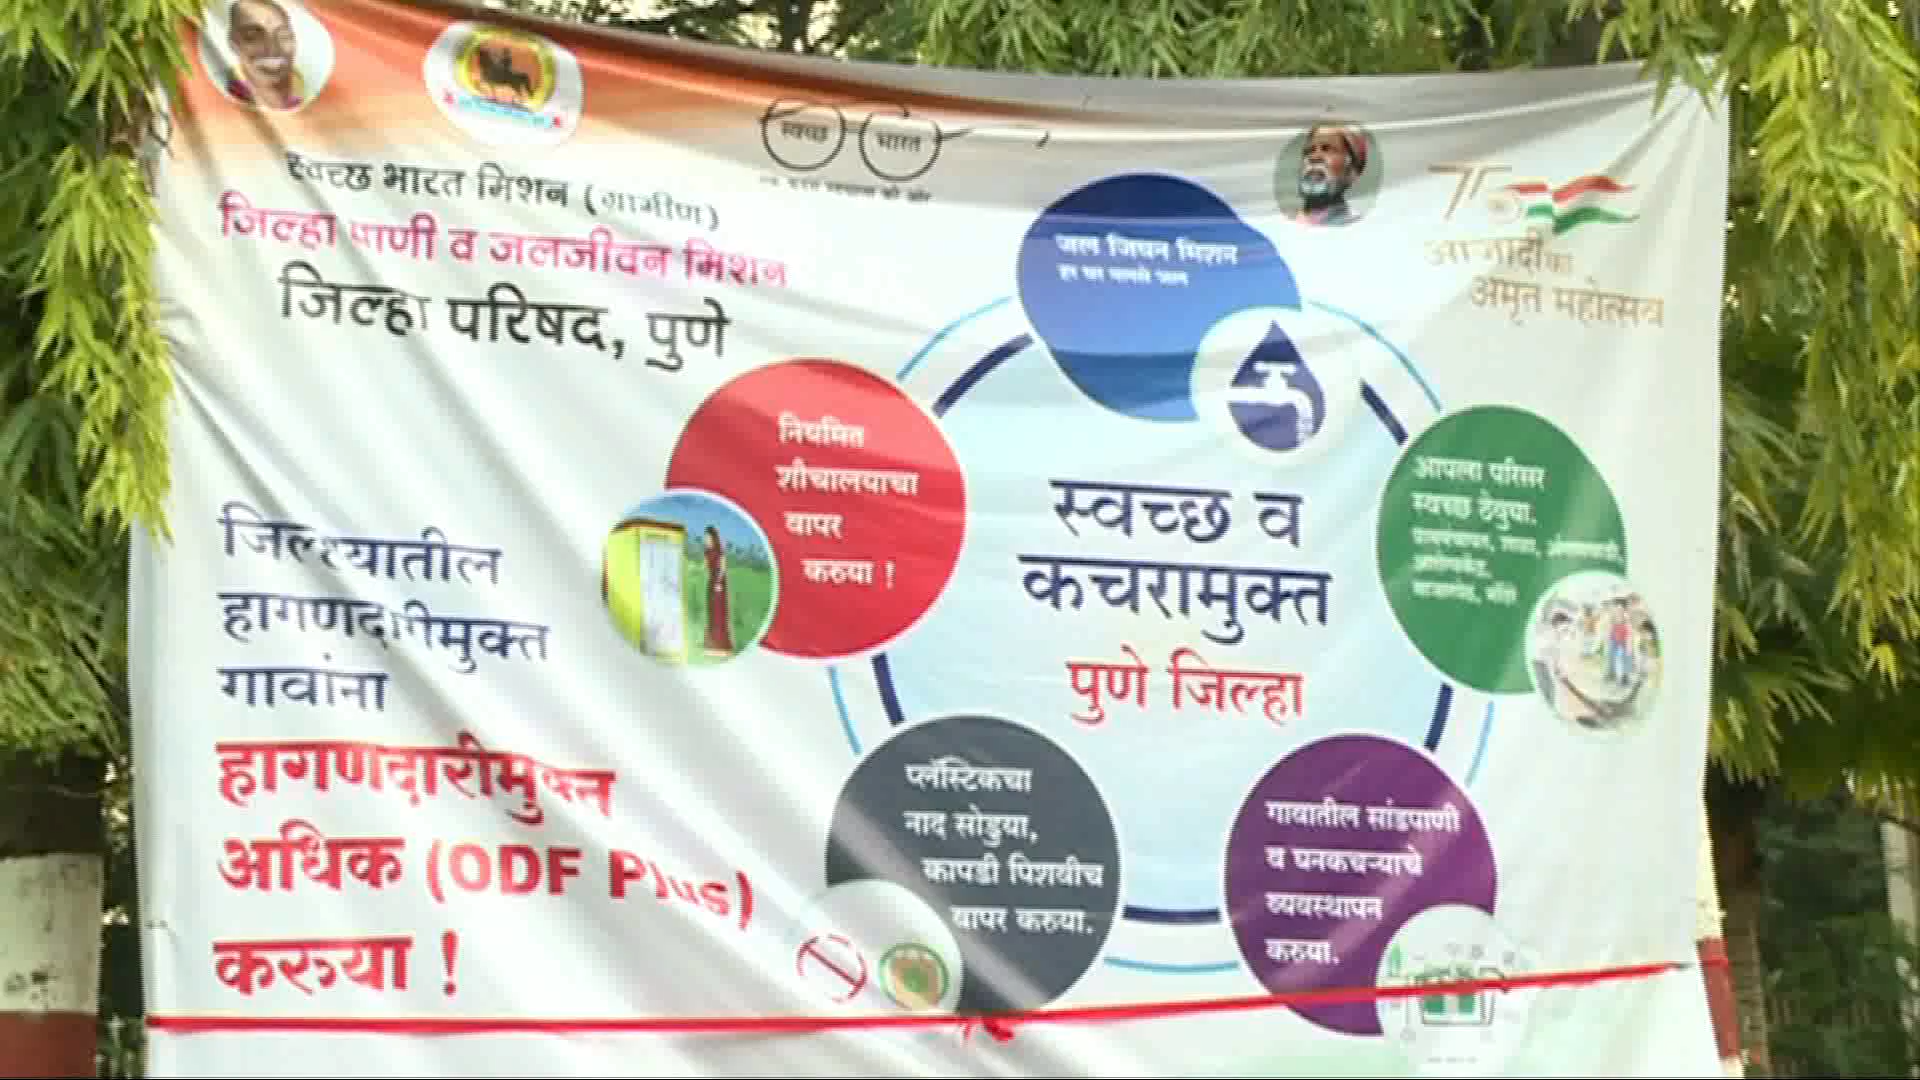 स्वच्छ भारत
स्वच्छ भारत मिशन (ग्रामीण)
जिल्हा पाणी व जलजीवन मिशन
जिल्हा परिषद, पुणे
75
आजादी का
अमृत महोत्सव
जल जिवन मिशन
नियमित
शौचालयाचा
वापर
करुया !
आपला परिसर
स्वच्छ ठेवुया.
स्वच्छ व
कचरामुक्त
पुणे जिल्हा
जिल्ह्यातील
हागणदारीमुक्त
गावांना
हागणदारीमुक्त
अधिक (ODF Plus)
करुया !
प्लॅस्टिकचा
नाद सोडुया,
कापडी पिशवीच
वापर करुया.
गावातील सांडपाणी
व घनकचऱ्याचे
व्यवस्थापन
करुया.